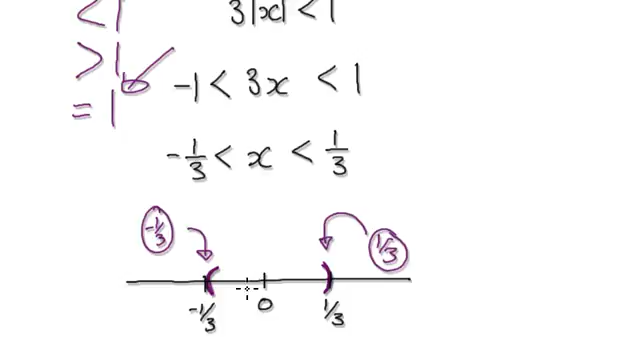 < 1
3|x| < 1
> 1
= 1
-1 < 3x < 1
-1/3 < x < 1/3
-1/3
1/3
-1/3
0
1/3